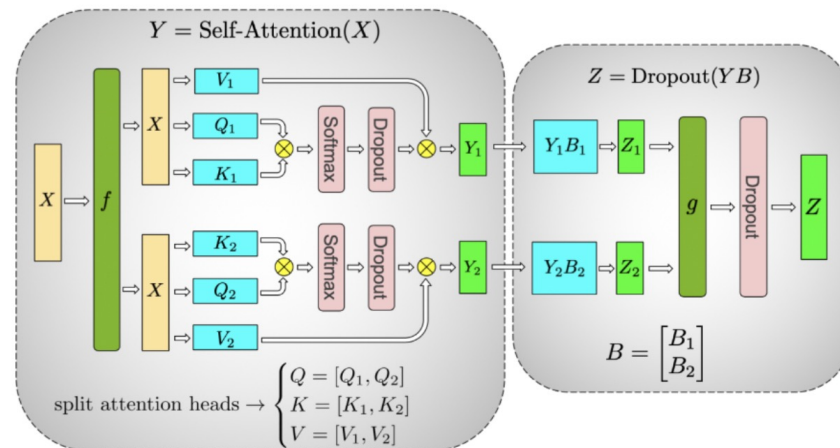 Y = Self-Attention(X)
Z = Dropout(Y B)
X
f
X
V₁
Q₁
K₁
⊗
Softmax
Dropout
⊗
Y₁
X
K₂
Q₂
V₂
⊗
Softmax
Dropout
⊗
Y₂
Y₁B₁
Z₁
Y₂B₂
Z₂
g
Dropout
Z
B = [B₁
B₂]
split attention heads → { Q = [Q₁, Q₂]
K = [K₁, K₂]
V = [V₁, V₂]